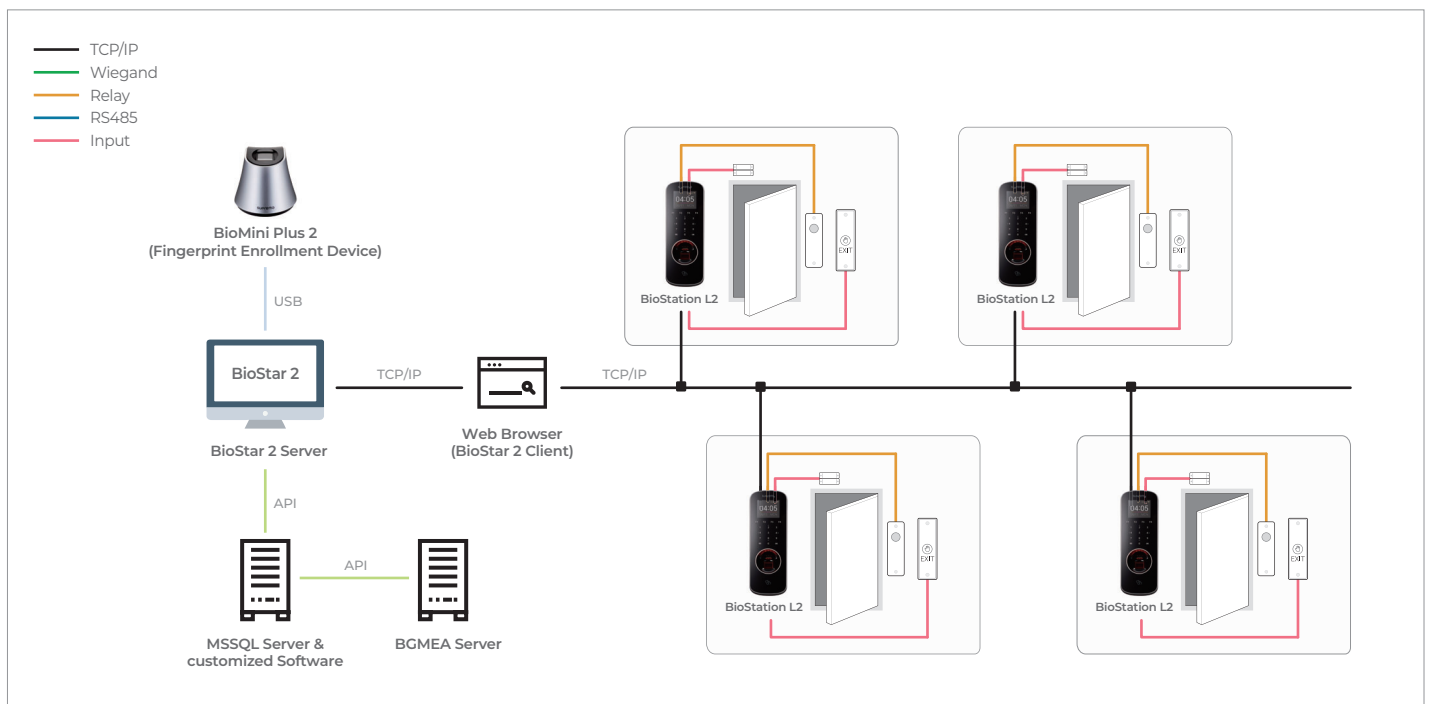 TCP/IP
Wiegand
Relay
RS485
Input
BioMini Plus 2
(Fingerprint Enrollment Device)
USB
BioStar 2
BioStar 2 Server
TCP/IP
Web Browser
(BioStar 2 Client)
TCP/IP
API
MSSQL Server &
customized Software
API
BGMEA Server
04:05
EXIT
BioStation L2
04:05
EXIT
BioStation L2
04:05
EXIT
BioStation L2
04:05
EXIT
BioStation L2